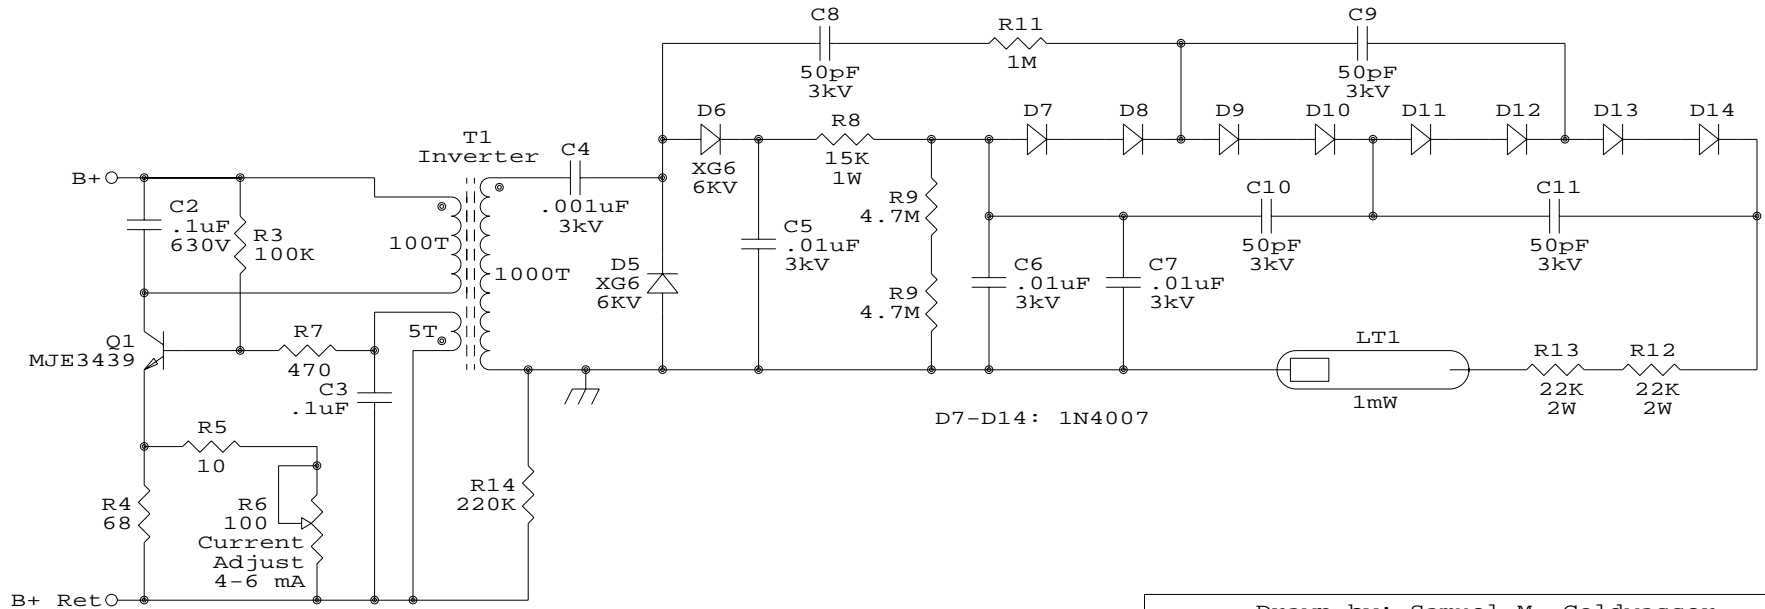 C8
50pF
3kV
R11
1M
C9
50pF
3kV
D6
XG6
6KV
R8
15K
1W
D7
D8
D9
D10
D11
D12
D13
D14
T1
Inverter
C4
.001uF
3kV
B+
C2
.1uF
630V
R3
100K
100T
1000T
5T
R9
4.7M
R9
4.7M
C5
.01uF
3kV
D5
XG6
6KV
C6
.01uF
3kV
C7
.01uF
3kV
C10
50pF
3kV
C11
50pF
3kV
Q1
MJE3439
R7
470
C3
.1uF
LT1
1mW
R13
22K
2W
R12
22K
2W
D7-D14: 1N4007
R5
10
R4
68
R6
100
Current
Adjust
4-6 mA
R14
220K
B+ Ret
Drawn by: Samuel M. Goldwasser